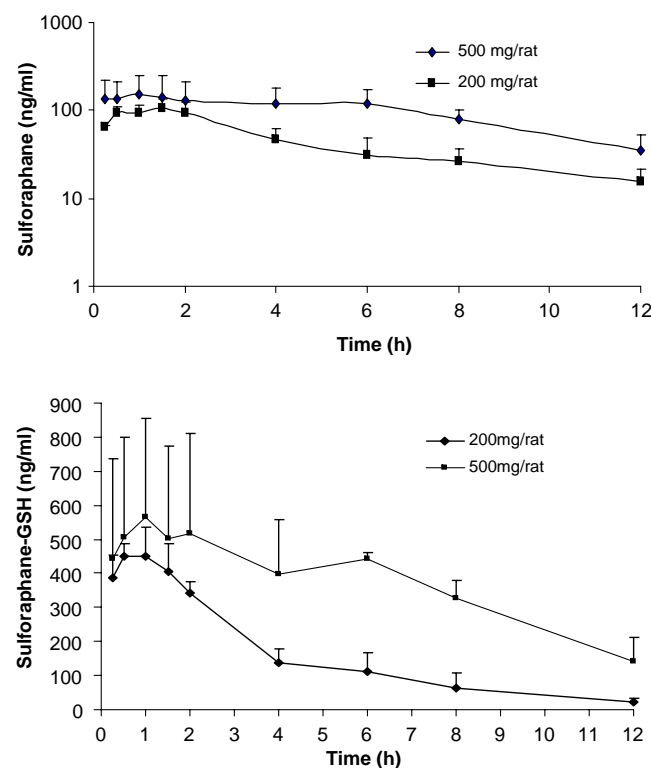 Sulforaphane (ng/ml)
1000
100
10
1
500 mg/rat
200 mg/rat
0 2 4 6 8 10 12
Time (h)
Sulforaphane-GSH (ng/ml)
900
800
700
600
500
400
300
200
100
0
200mg/rat
500mg/rat
0 1 2 3 4 5 6 7 8 9 10 11 12
Time (h)